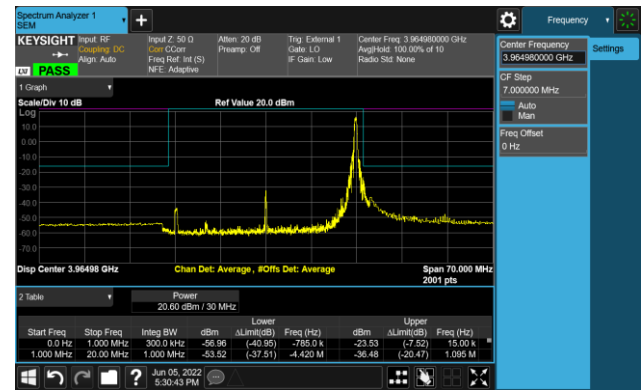 Spectrum Analyzer 1
SEM
Frequency
KEYSIGHT
Input: RF
Coupling: DC
Align: Auto
Input Z: 50 Ω
Corr CCorr
Freq Ref: Int (S)
NFE: Adaptive
Atten: 20 dB
Preamp: Off
Trig: External 1
Gate: LO
IF Gain: Low
Center Freq: 3.964980000 GHz
Avg|Hold: 100.00% of 10
Radio Std: None
LXI
PASS
Center Frequency
3.964980000 GHz
Settings
CF Step
7.000000 MHz
Auto
Man
Freq Offset
0 Hz
1 Graph
Scale/Div 10 dB
Ref Value 20.0 dBm
Log
10.0
0.00
-10.0
-20.0
-30.0
-40.0
-50.0
-60.0
-70.0
Disp Center 3.96498 GHz
Chan Det: Average, #Offs Det: Average
Span 70.000 MHz
2001 pts
2 Table
Power
20.60 dBm / 30 MHz
Lower Upper
Start Freq Stop Freq Integ BW dBm ΔLimit(dB) Freq (Hz) dBm ΔLimit(dB) Freq (Hz)
0.0 Hz 1.000 MHz 300.0 kHz -56.96 (-40.95) -785.0 k -23.53 (-7.52) 15.00 k
1.000 MHz 20.00 MHz 1.000 MHz -53.52 (-37.51) -4.420 M -36.48 (-20.47) 1.095 M
?
Jun 05, 2022
5:30:43 PM